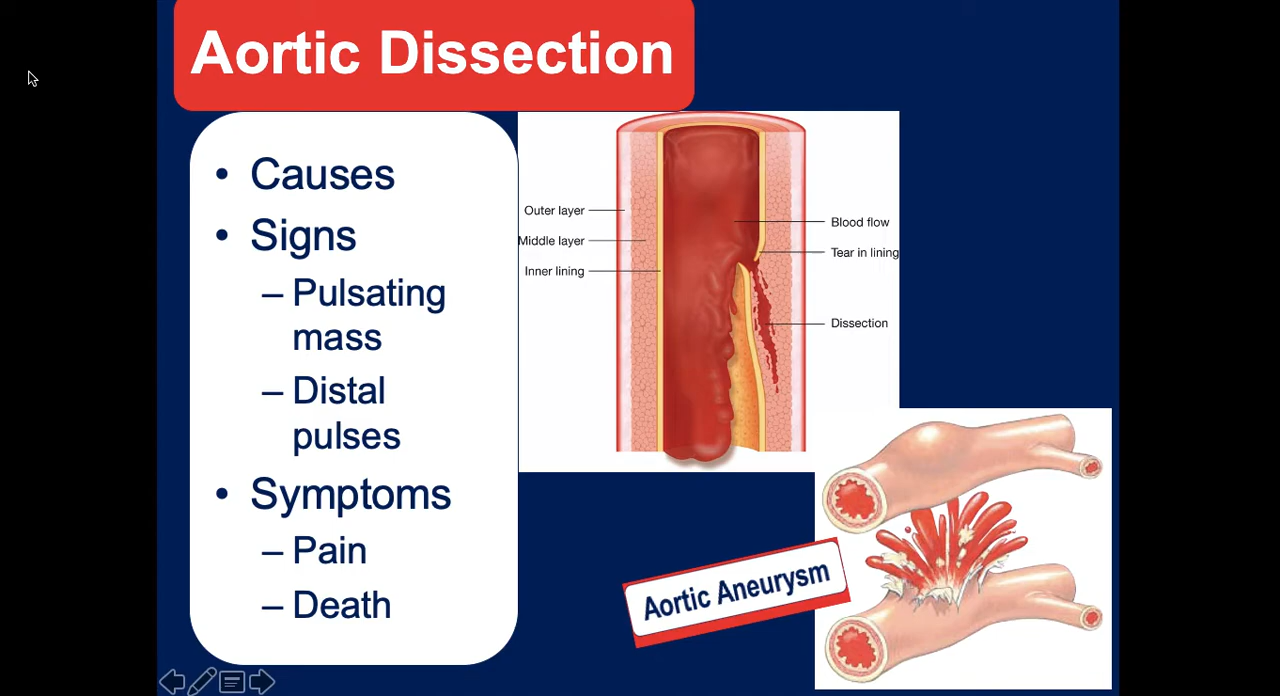 Aortic Dissection
• Causes
• Signs
– Pulsating
mass
– Distal
pulses
• Symptoms
– Pain
– Death
Outer layer
Middle layer
Inner lining
Blood flow
Tear in lining
Dissection
Aortic Aneurysm